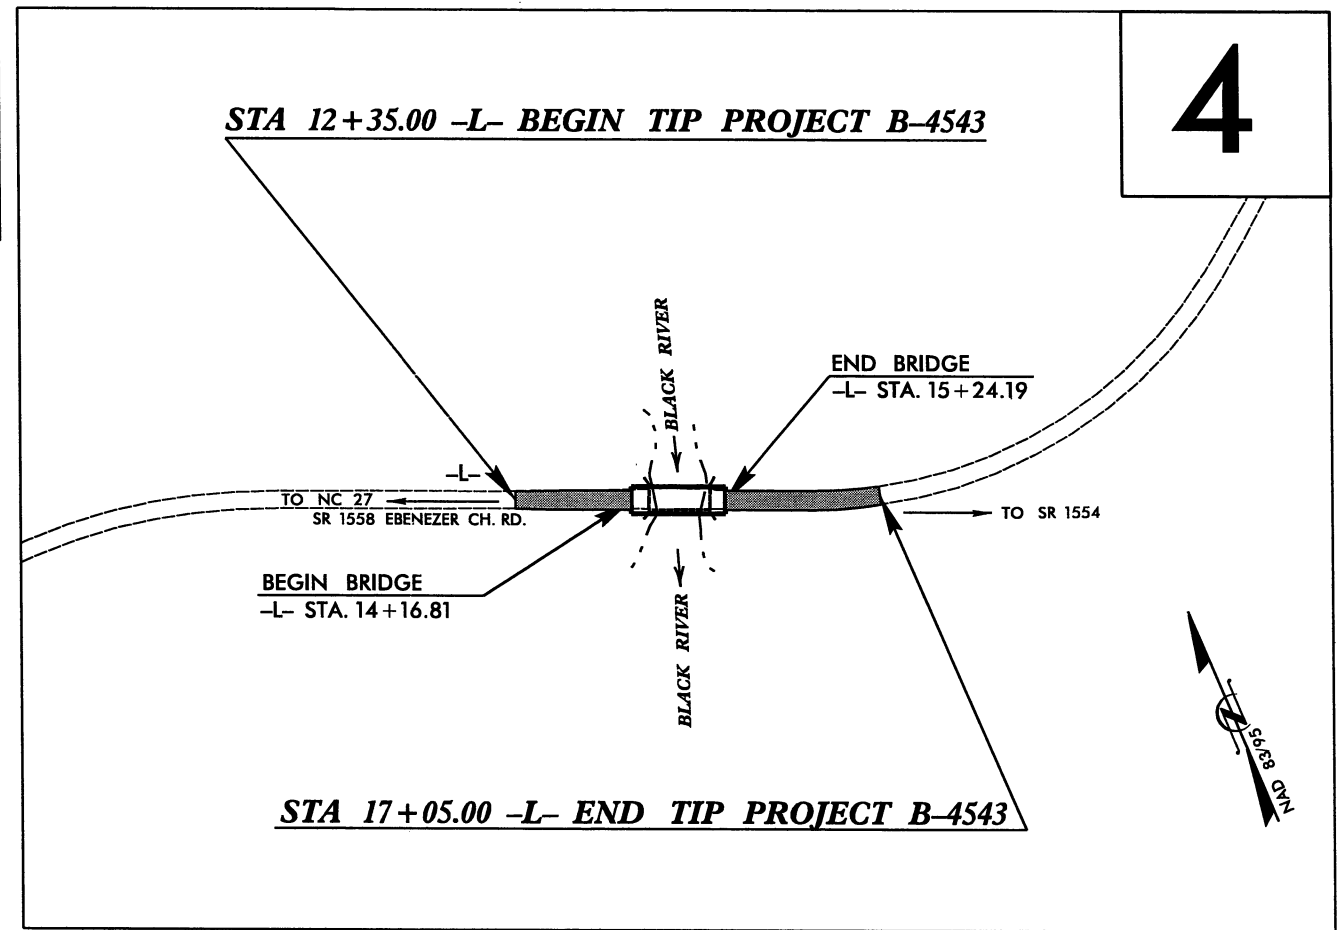 4
STA 12+35.00 -L- BEGIN TIP PROJECT B-4543
BLACK RIVER
END BRIDGE
-L- STA. 15+24.19
-L-
TO NC 27
SR 1558 EBENEZER CH. RD.
TO SR 1554
BEGIN BRIDGE
-L- STA. 14+16.81
BLACK RIVER
N
NAD 83/95
STA 17+05.00 -L- END TIP PROJECT B-4543